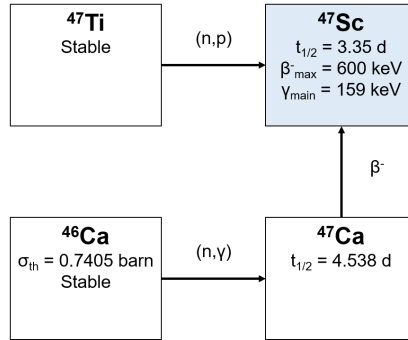 ⁴⁷Ti
Stable
(n,p)
⁴⁷Sc
t₁/₂ = 3.35 d
β⁻max = 600 keV
γmain = 159 keV
β⁻
⁴⁶Ca
σth = 0.7405 barn
Stable
(n,γ)
⁴⁷Ca
t₁/₂ = 4.538 d